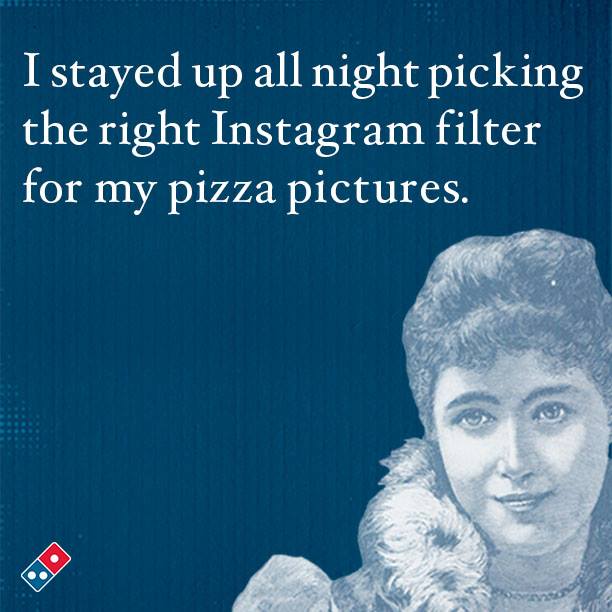 I stayed up all night picking
the right Instagram filter
for my pizza pictures.